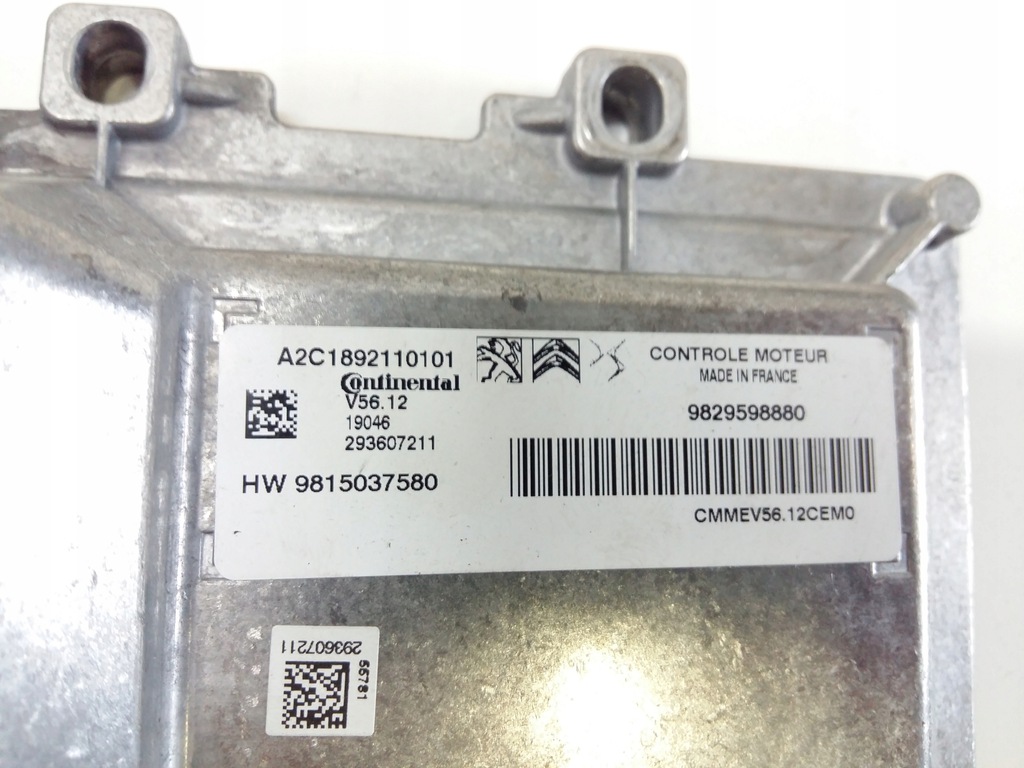 A2C1892110101
Continental
V56.12
19046
293607211
HW 9815037580
CONTROLE MOTEUR
MADE IN FRANCE
9829598880
CMMEV56.12CEM0
293607211
55781